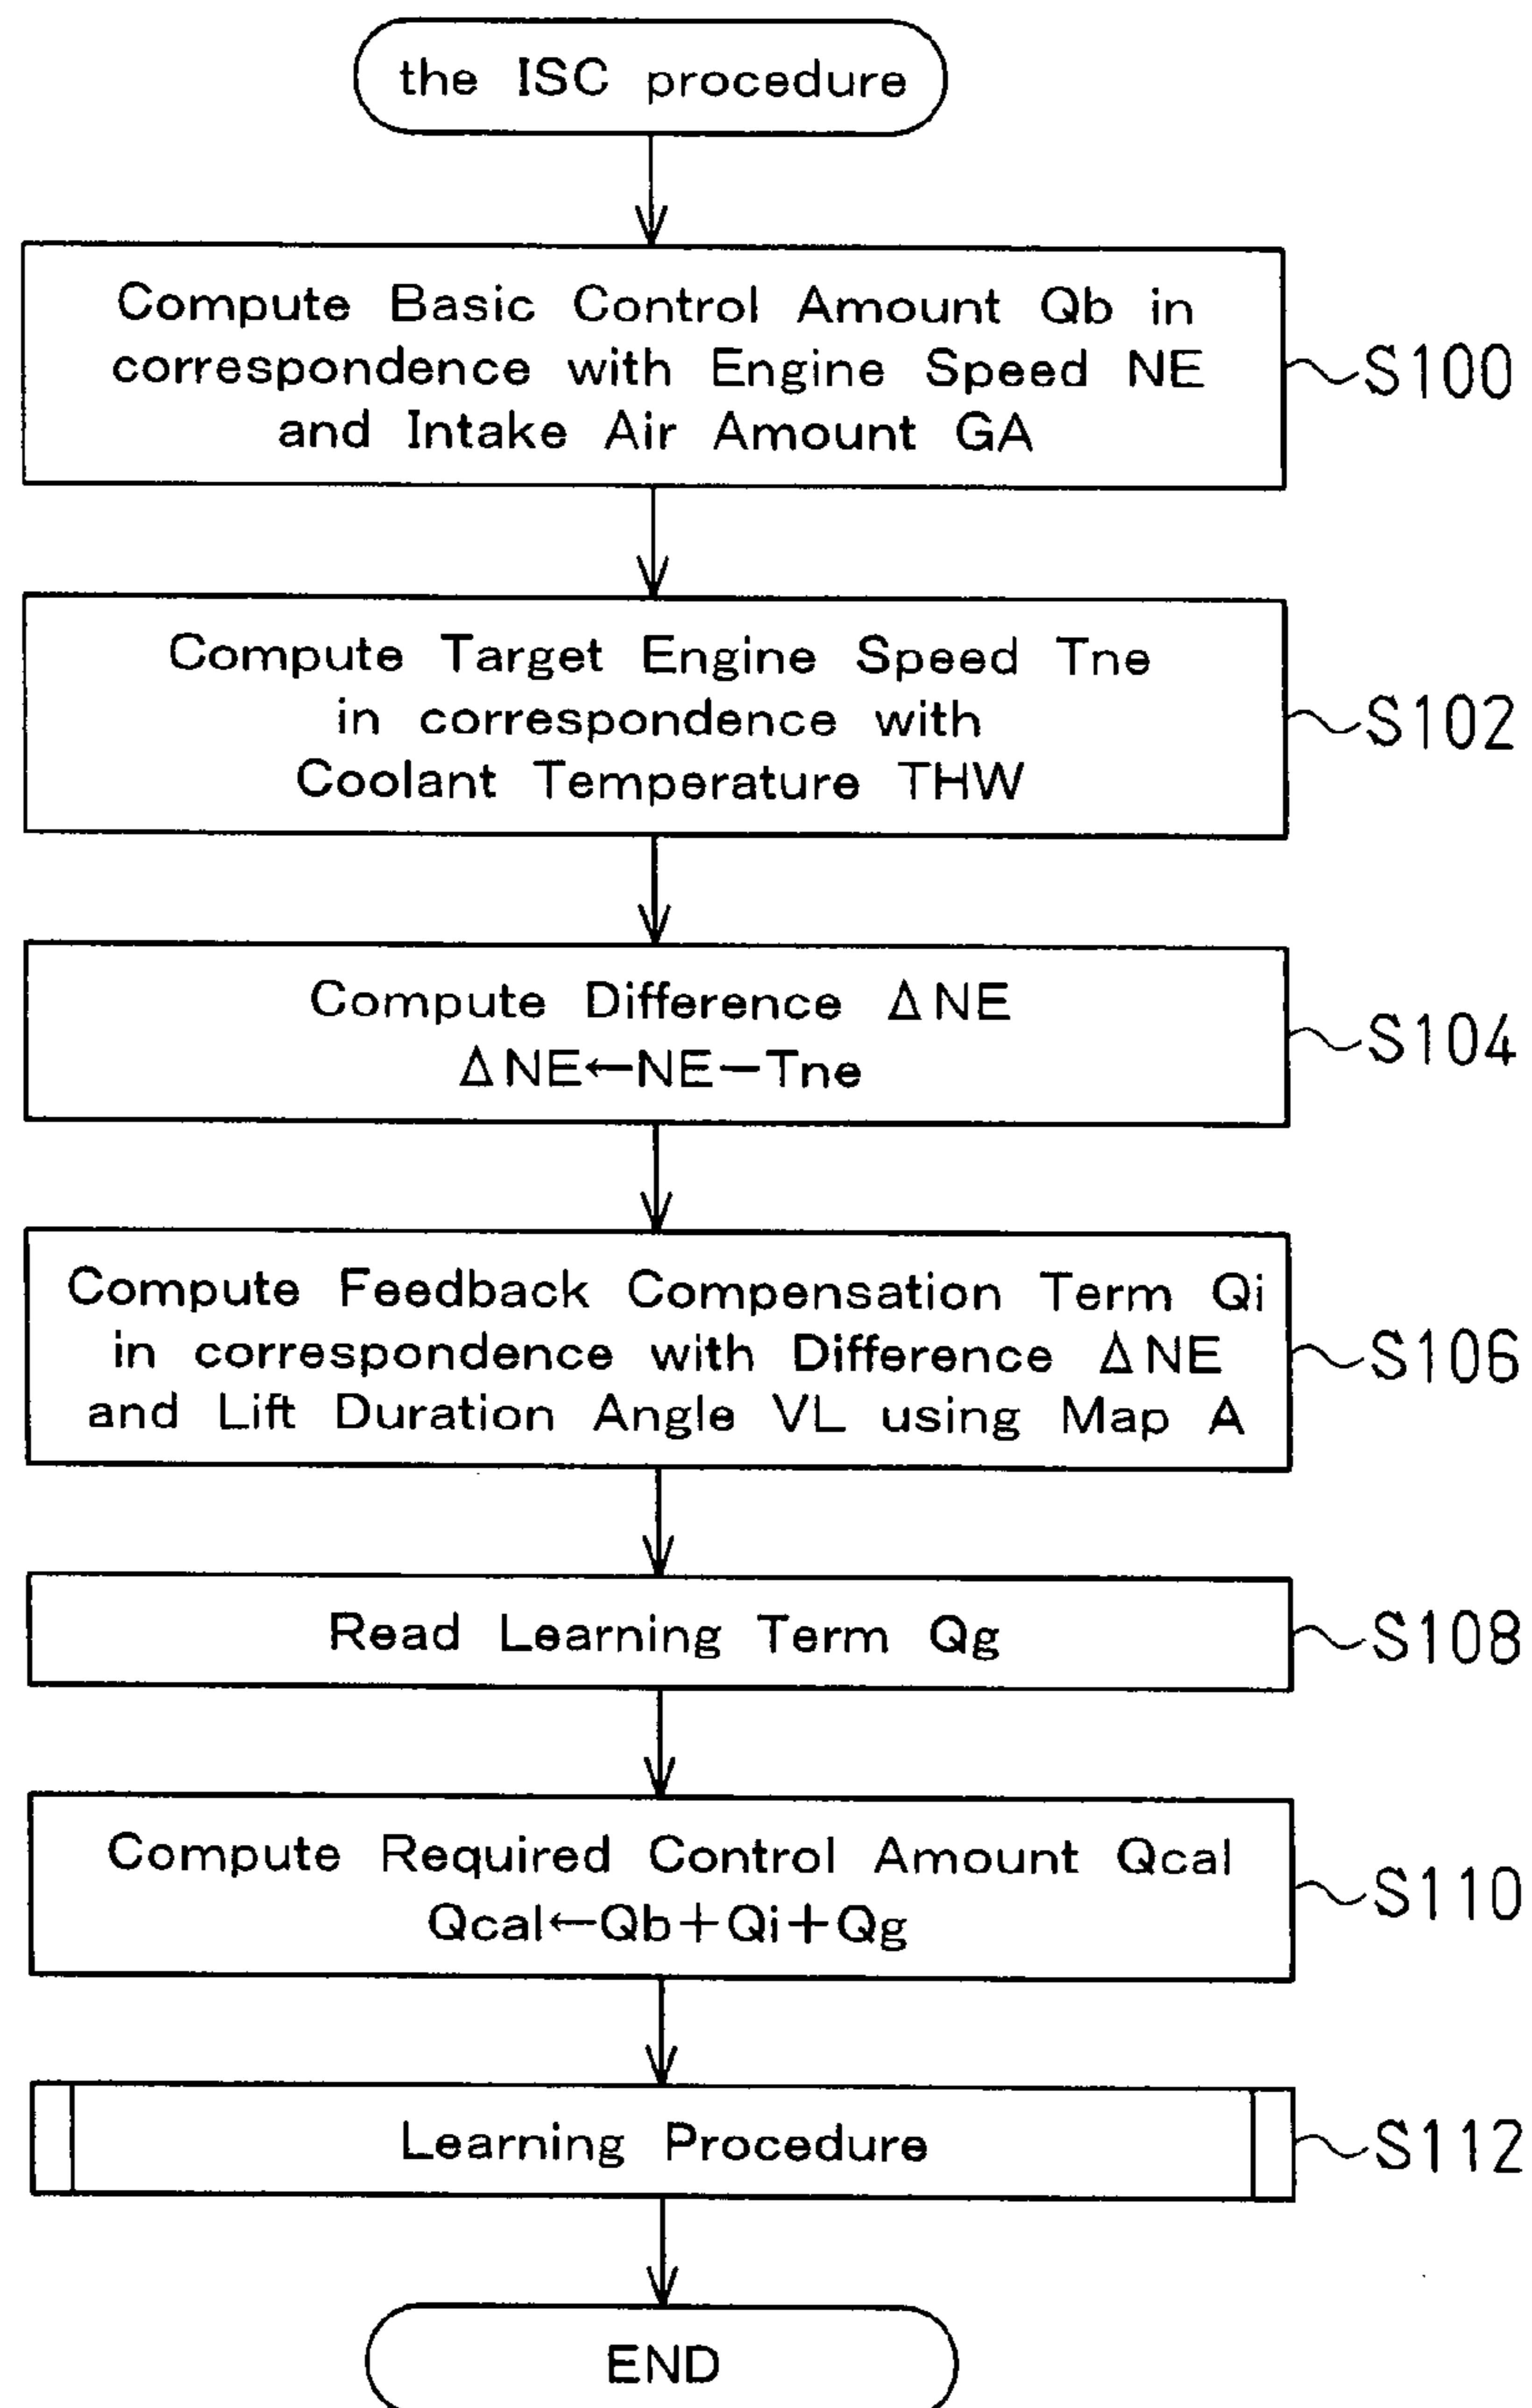 the ISC procedure
Compute Basic Control Amount Qb in
correspondence with Engine Speed NE
and Intake Air Amount GA
S100
Compute Target Engine Speed Tne
in correspondence with
Coolant Temperature THW
S102
Compute Difference ΔNE
ΔNE←NE−Tne
S104
Compute Feedback Compensation Term Qi
in correspondence with Difference ΔNE
and Lift Duration Angle VL using Map A
S106
Read Learning Term Qg
S108
Compute Required Control Amount Qcal
Qcal←Qb+Qi+Qg
S110
Learning Procedure
S112
END